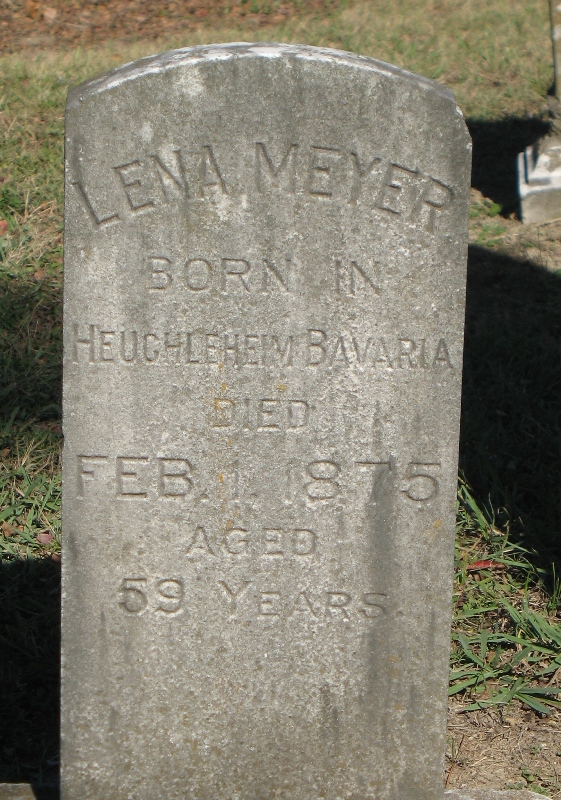 LENA MEYER
BORN IN
HEUCHLEHEIM BAVARIA
DIED
FEB. 1. 1875
AGED
59 YEARS.